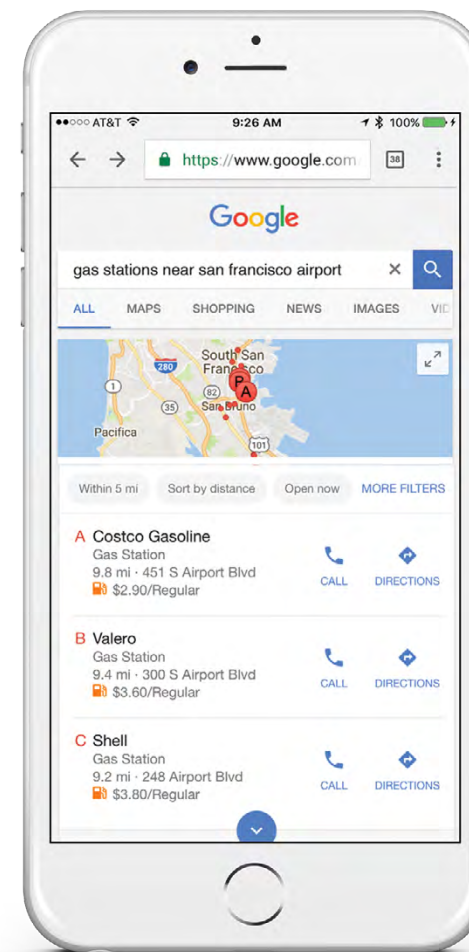 AT&T 9:26 AM 100%
https://www.google.com 38
Google
gas stations near san francisco airport
ALL MAPS SHOPPING NEWS IMAGES VID
South San
Francisco
280
1
82
35
San Bruno
P
A
Pacifica
101
Within 5 mi Sort by distance Open now MORE FILTERS
A Costco Gasoline
Gas Station
9.8 mi · 451 S Airport Blvd
$2.90/Regular
CALL DIRECTIONS
B Valero
Gas Station
9.4 mi · 300 S Airport Blvd
$3.60/Regular
CALL DIRECTIONS
C Shell
Gas Station
9.2 mi · 248 Airport Blvd
$3.80/Regular
CALL DIRECTIONS